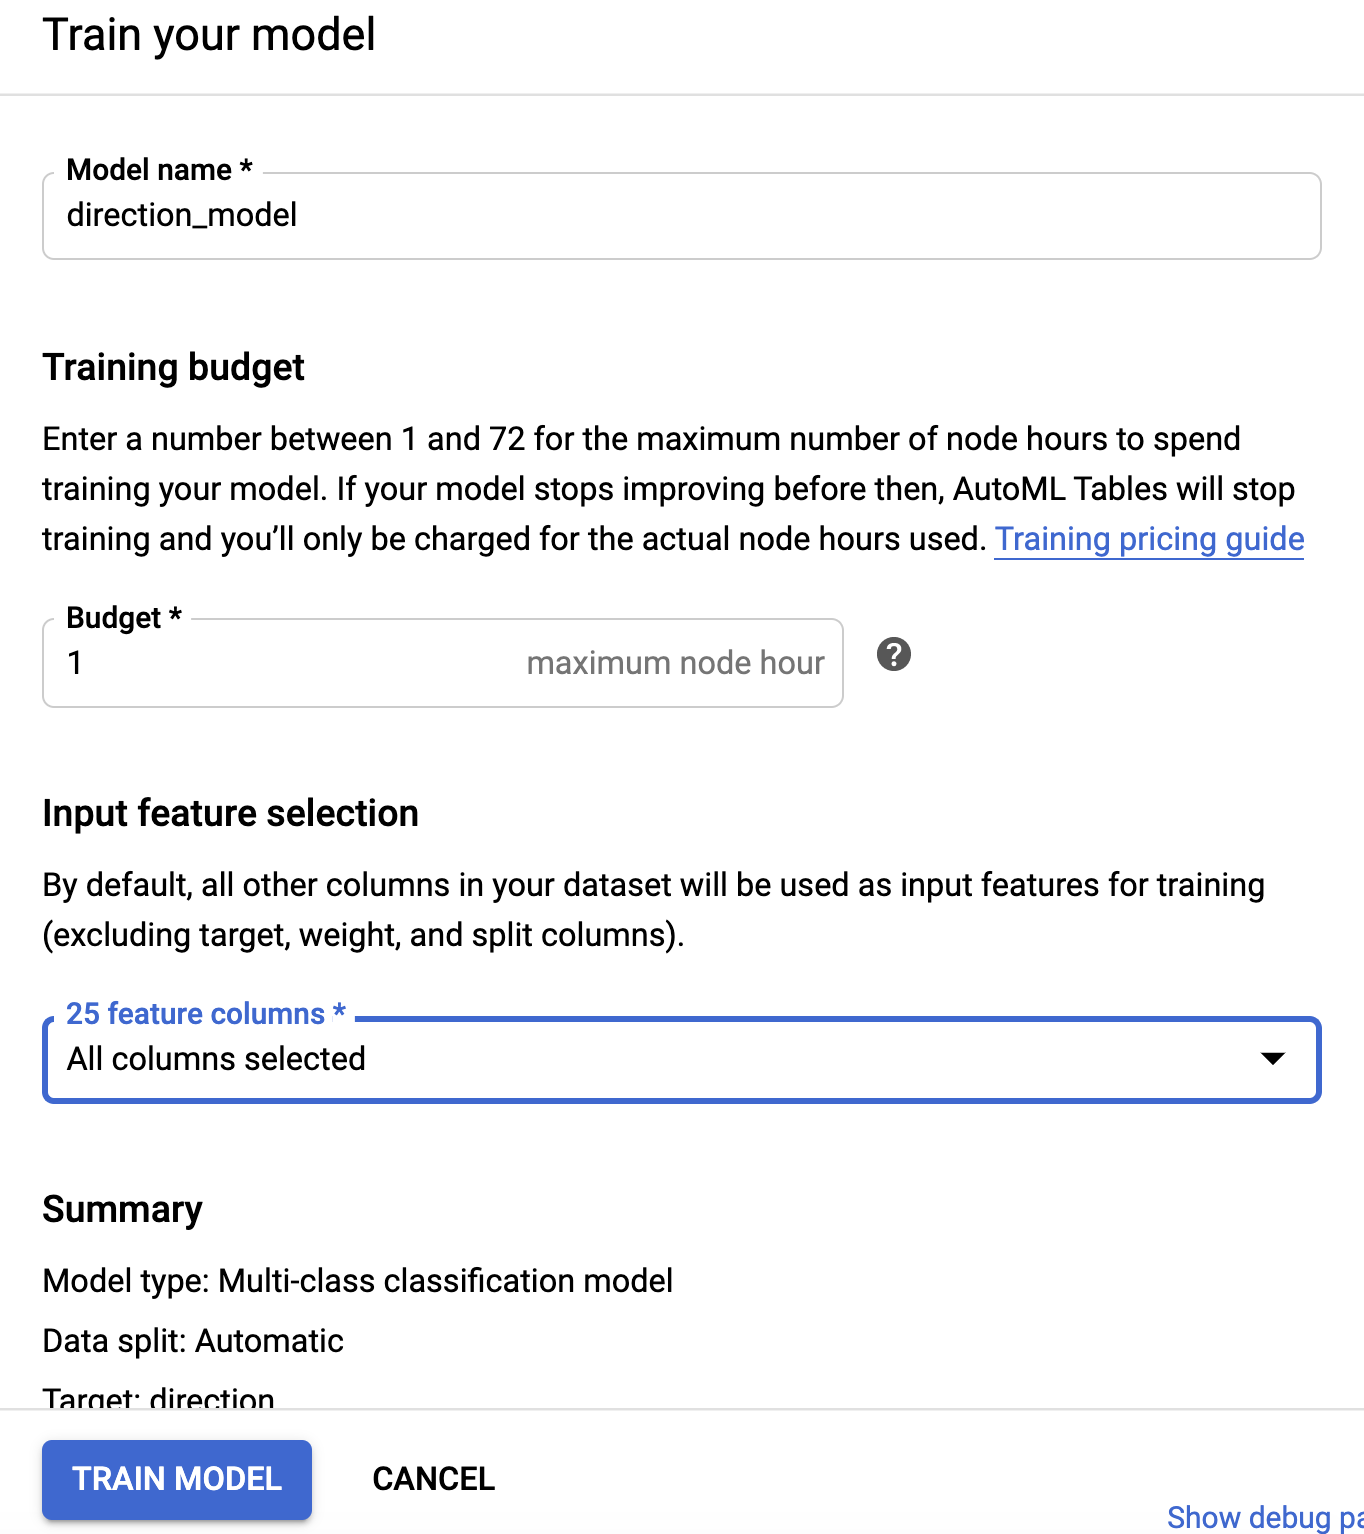 Train your model
Model name *
direction_model
Training budget
Enter a number between 1 and 72 for the maximum number of node hours to spend
training your model. If your model stops improving before then, AutoML Tables will stop
training and you’ll only be charged for the actual node hours used. Training pricing guide
Budget *
1 maximum node hour
?
Input feature selection
By default, all other columns in your dataset will be used as input features for training
(excluding target, weight, and split columns).
25 feature columns *
All columns selected
Summary
Model type: Multi-class classification model
Data split: Automatic
Target: direction
TRAIN MODEL CANCEL
Show debug pa